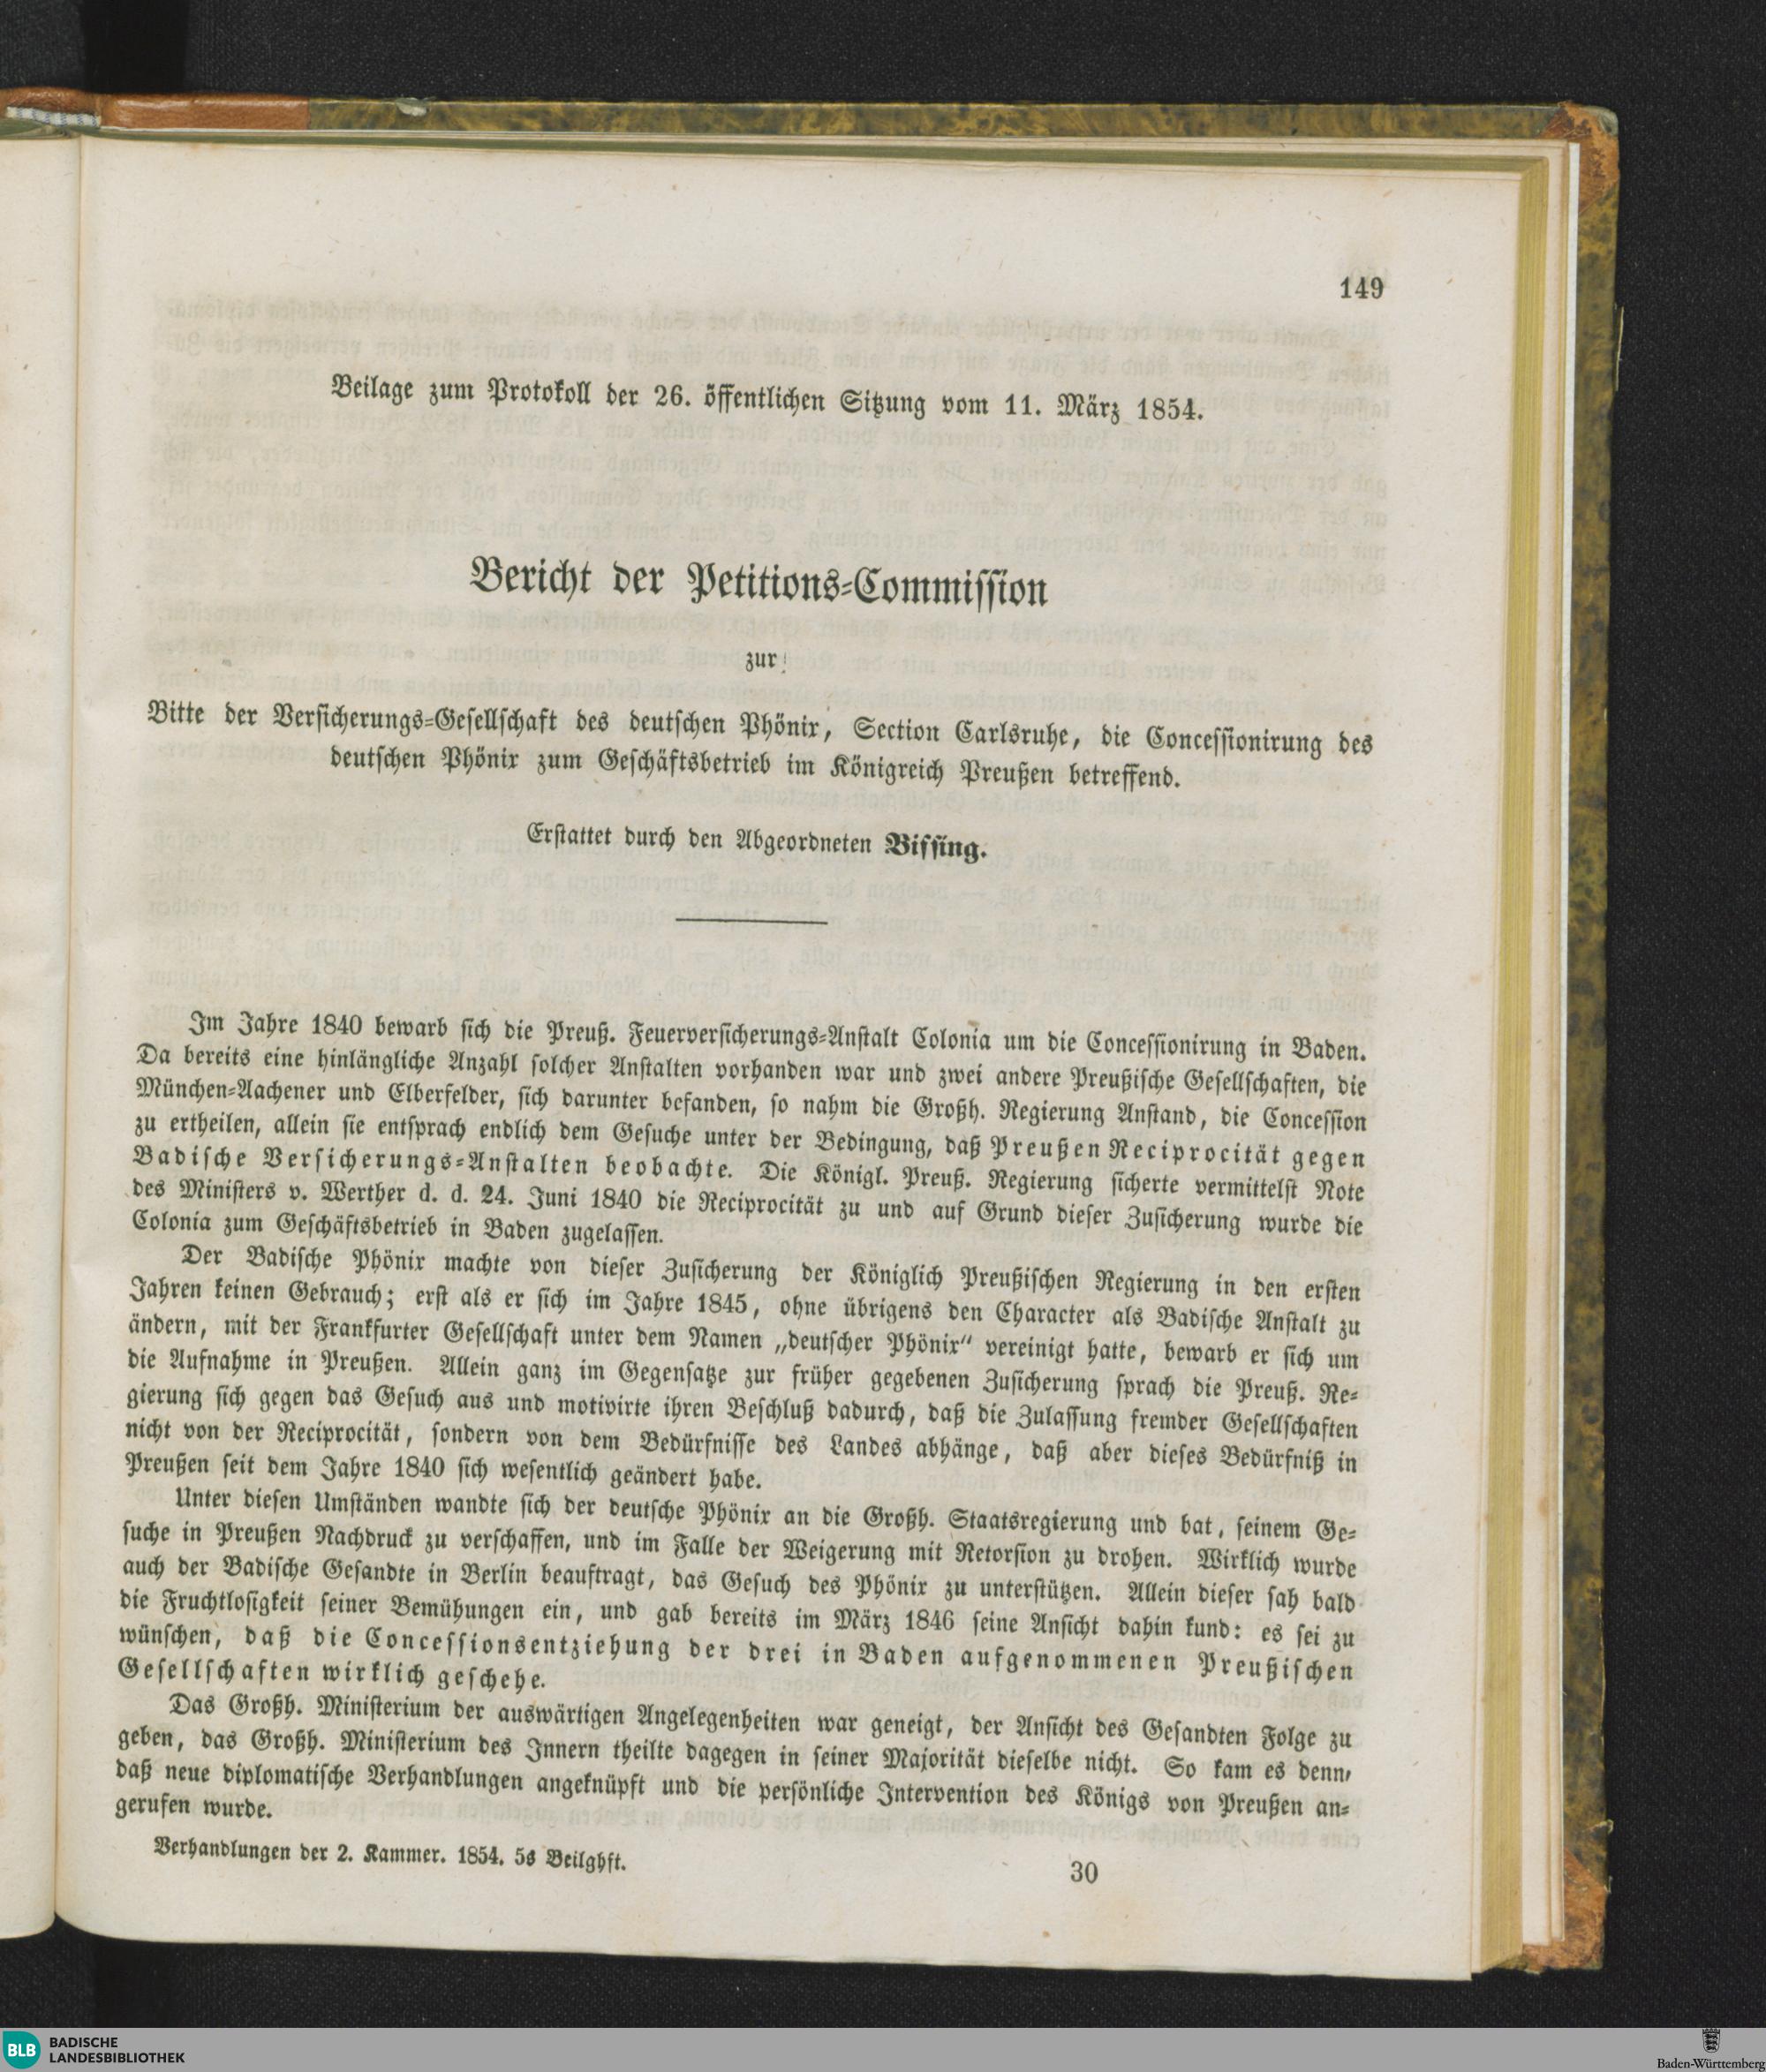 149
Beilage zum Protokoll der 26. öffentlichen Sitzung vom 11. März 1854.
Bericht der Petitions-Commission
zur
Bitte der Versicherungs-Gesellschaft des deutschen Phönix, Section Carlsruhe, die Concessionirung des
deutschen Phönix zum Geschäftsbetrieb im Königreich Preußen betreffend.
Erstattet durch den Abgeordneten Bissing.
Im Jahre 1840 bewarb sich die Preuß. Feuerversicherungs-Anstalt Colonia um die Concessionirung in Baden.
Da bereits eine hinlängliche Anzahl solcher Anstalten vorhanden war und zwei andere Preußische Gesellschaften, die
München-Aachener und Elberfelder, sich darunter befanden, so nahm die Großh. Regierung Anstand, die Concession
zu ertheilen, allein sie entsprach endlich dem Gesuche unter der Bedingung, daß Preußen Reciprocität gegen
Badische Versicherungs-Anstalten beobachte. Die Königl. Preuß. Regierung sicherte vermittelst Note
des Ministers v. Werther d. d. 24. Juni 1840 die Reciprocität zu und auf Grund dieser Zusicherung wurde die
Colonia zum Geschäftsbetrieb in Baden zugelassen.
Der Badische Phönix machte von dieser Zusicherung der Königlich Preußischen Regierung in den ersten
Jahren keinen Gebrauch; erst als er sich im Jahre 1845, ohne übrigens den Character als Badische Anstalt zu
ändern, mit der Frankfurter Gesellschaft unter dem Namen „deutscher Phönix“ vereinigt hatte, bewarb er sich um
die Aufnahme in Preußen. Allein ganz im Gegensatze zur früher gegebenen Zusicherung sprach die Preuß. Re-
gierung sich gegen das Gesuch aus und motivirte ihren Beschluß dadurch, daß die Zulassung fremder Gesellschaften
nicht von der Reciprocität, sondern von dem Bedürfnisse des Landes abhänge, daß aber dieses Bedürfniß in
Preußen seit dem Jahre 1840 sich wesentlich geändert habe.
Unter diesen Umständen wandte sich der deutsche Phönix an die Großh. Staatsregierung und bat, seinem Ge-
suche in Preußen Nachdruck zu verschaffen, und im Falle der Weigerung mit Retorsion zu drohen. Wirklich wurde
auch der Badische Gesandte in Berlin beauftragt, das Gesuch des Phönix zu unterstützen. Allein dieser sah bald
die Fruchtlosigkeit seiner Bemühungen ein, und gab bereits im März 1846 seine Ansicht dahin kund: es sei zu
wünschen, daß die Concessionsentziehung der drei in Baden aufgenommenen Preußischen
Gesellschaften wirklich geschehe.
Das Großh. Ministerium der auswärtigen Angelegenheiten war geneigt, der Ansicht des Gesandten Folge zu
geben, das Großh. Ministerium des Innern theilte dagegen in seiner Majorität dieselbe nicht. So kam es denn,
daß neue diplomatische Verhandlungen angeknüpft und die persönliche Intervention des Königs von Preußen an-
gerufen wurde.
Verhandlungen der 2. Kammer. 1854. 5s Beilghft.
30
BLB
BADISCHE
LANDESBIBLIOTHEK
Baden-Württemberg